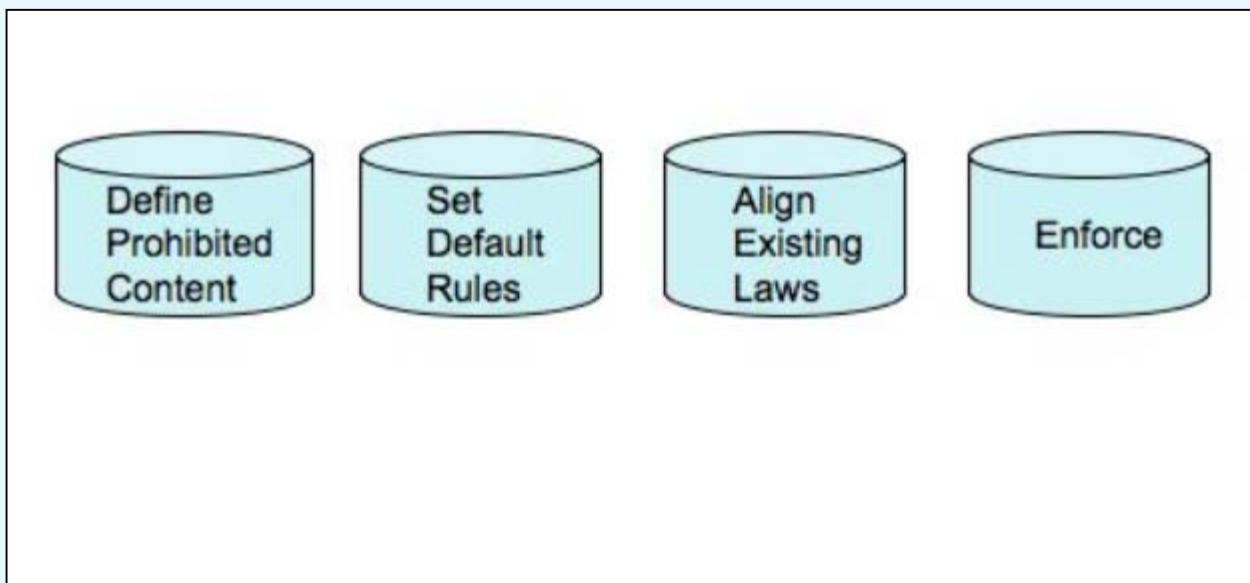 Define
Prohibited
Content
Set
Default
Rules
Align
Existing
Laws
Enforce